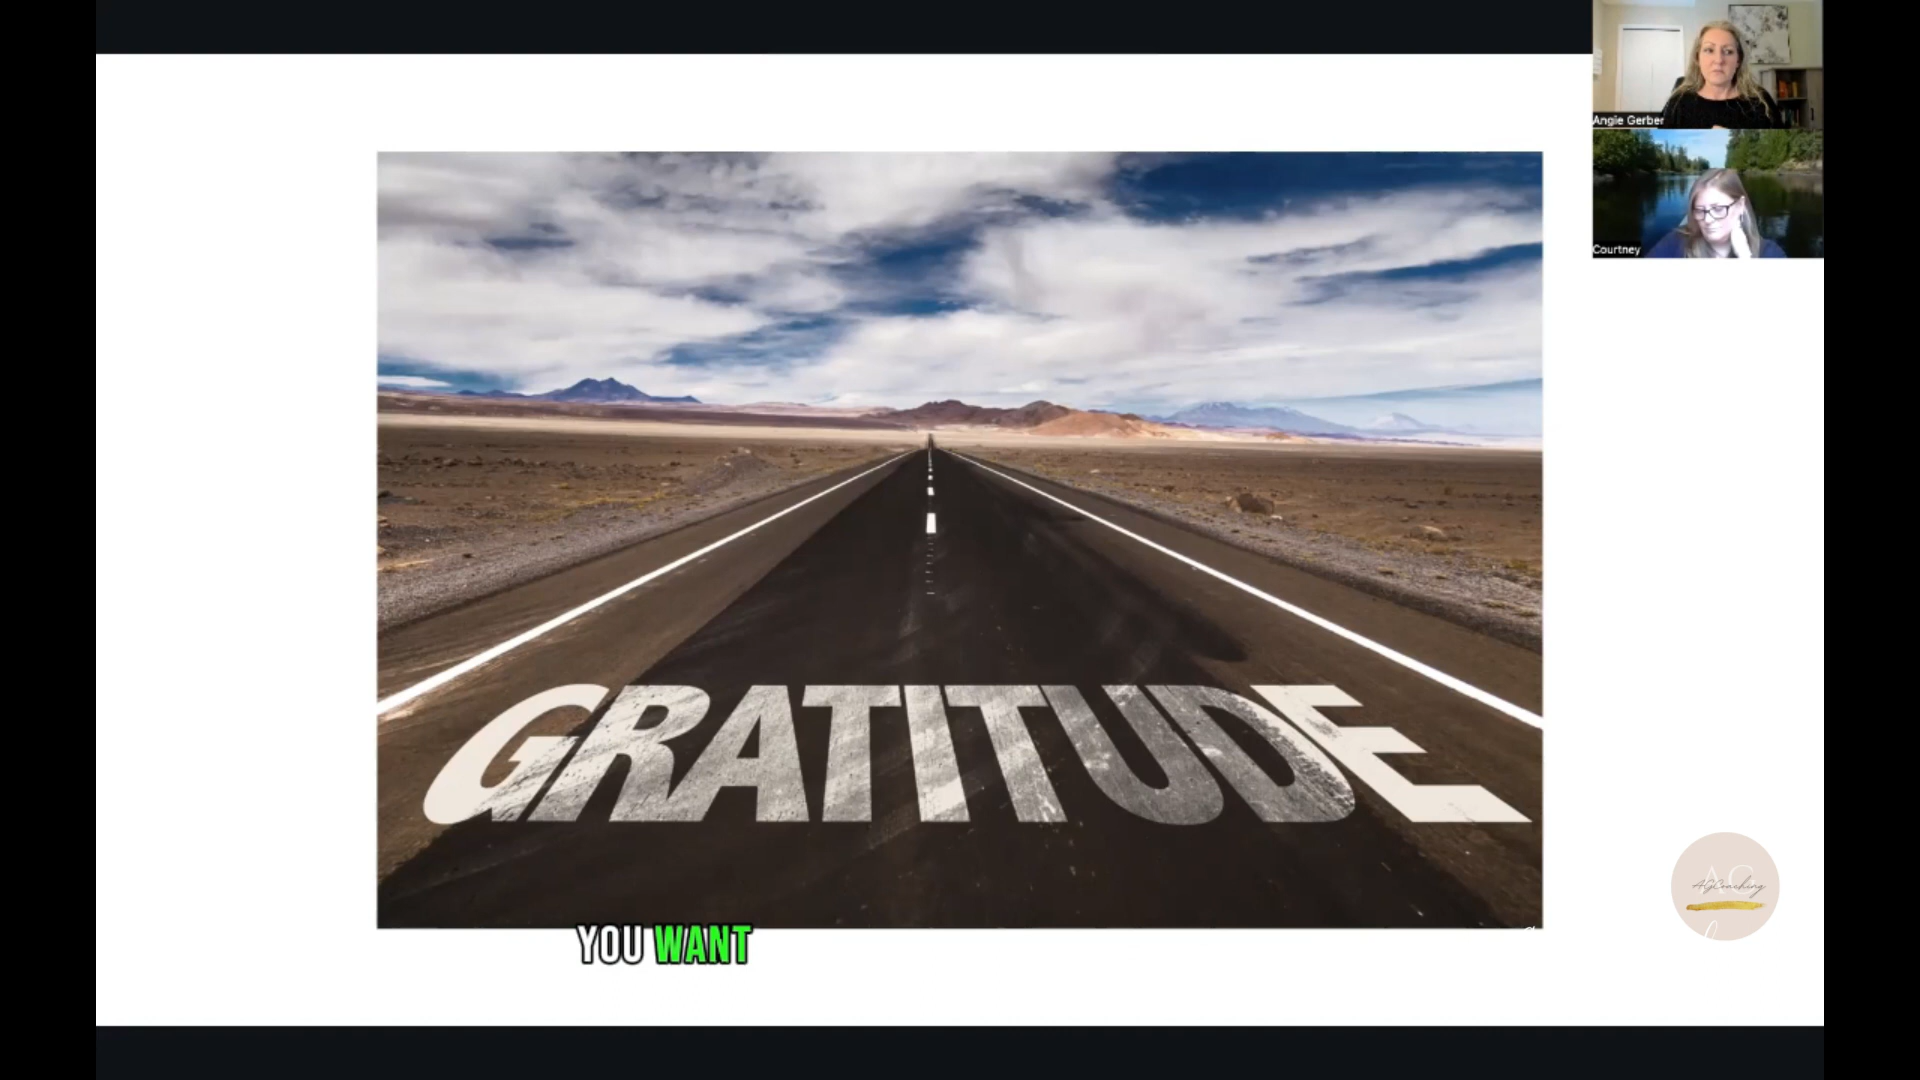 Angie Gerber
Courtney
GRATITUDE
AGCoaching
YOU WANT